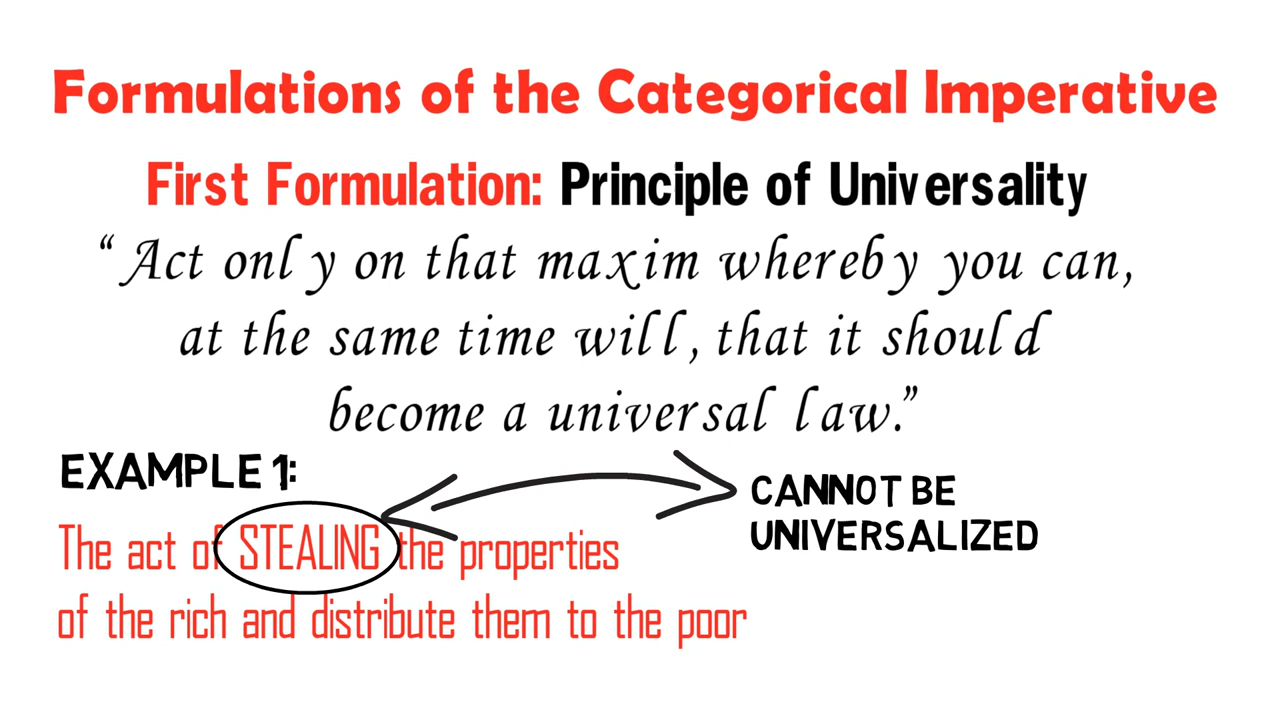 Formulations of the Categorical Imperative
First Formulation: Principle of Universality
“Act only on that maxim whereby you can,
at the same time will, that it should
become a universal law.”
EXAMPLE 1:
CANNOT BE
UNIVERSALIZED
The act of STEALING the properties
of the rich and distribute them to the poor